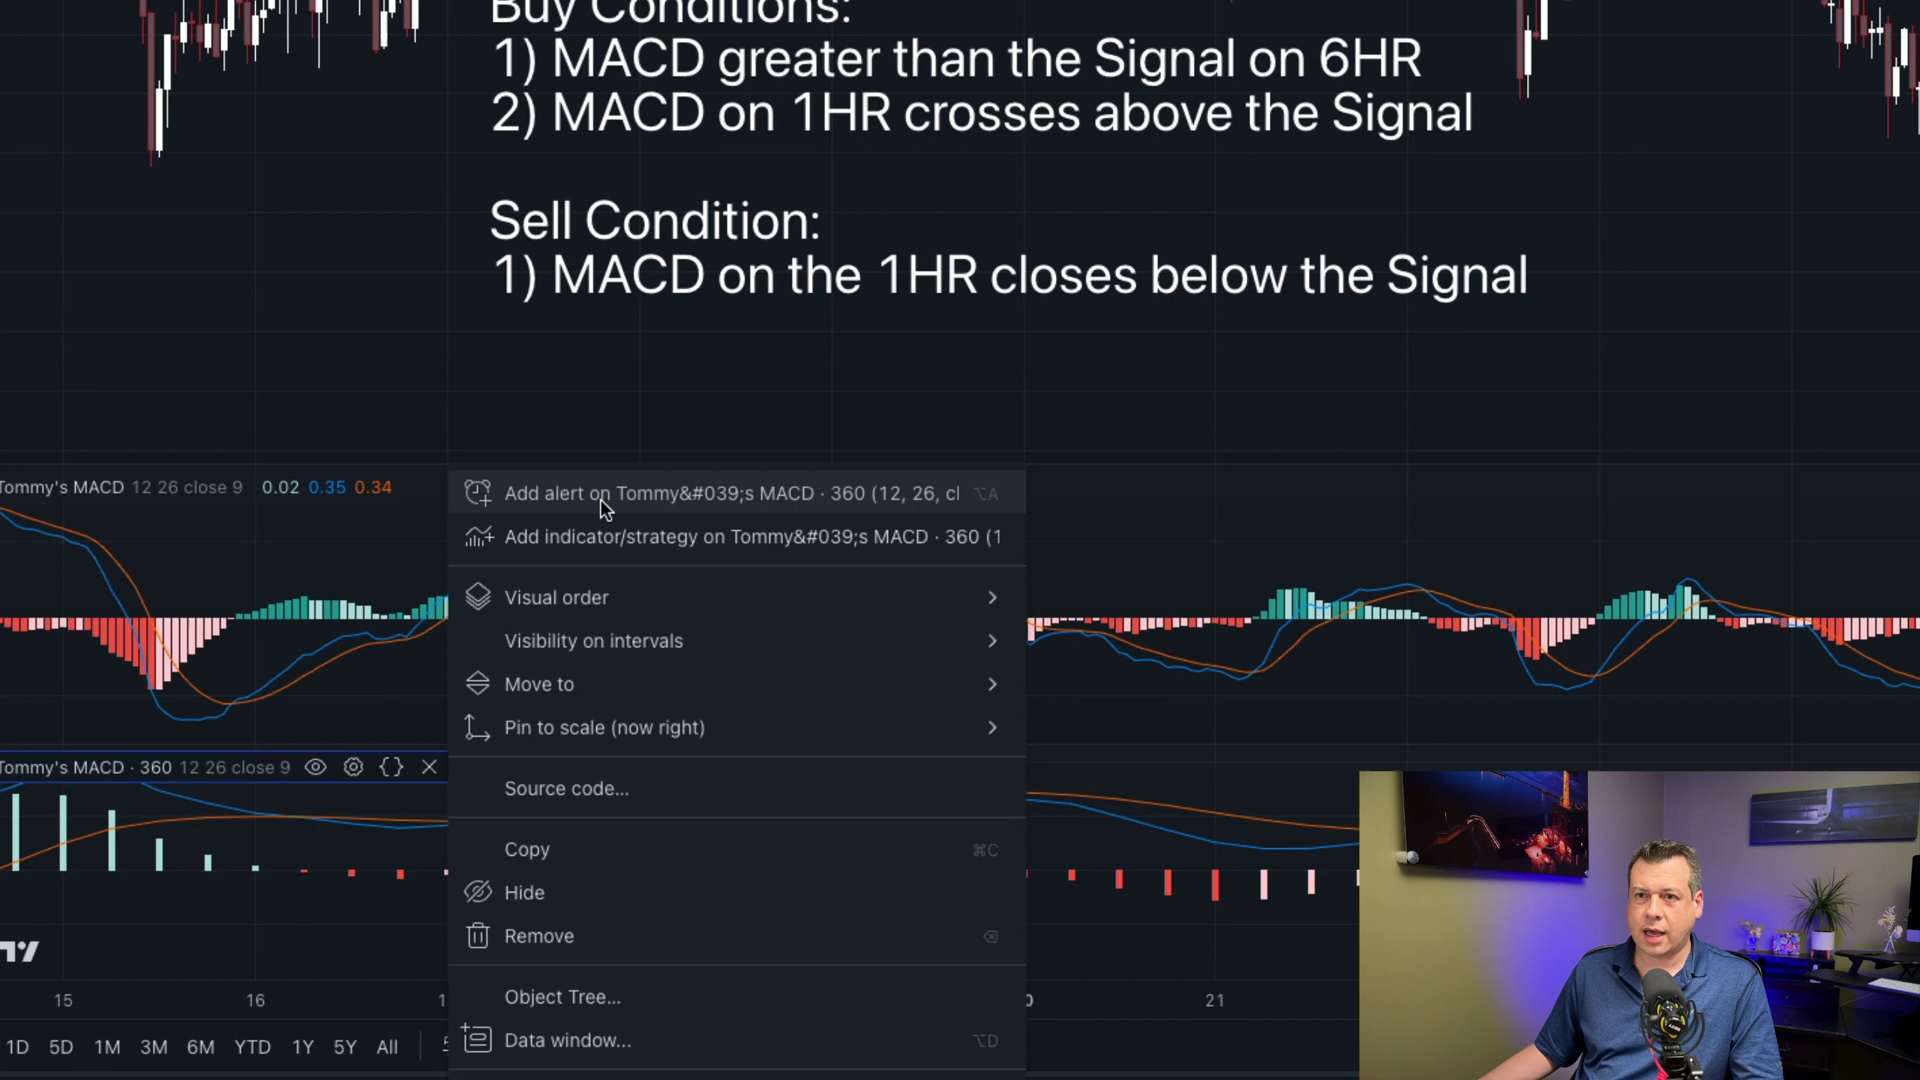 Buy Conditions:
1) MACD greater than the Signal on 6HR
2) MACD on 1HR crosses above the Signal
Sell Condition:
1) MACD on the 1HR closes below the Signal
Tommy's MACD 12 26 close 9 0.02 0.35 0.34
Add alert on Tommy&#039;s MACD · 360 (12, 26, cl ⌥A
Add indicator/strategy on Tommy&#039;s MACD · 360 (1
Visual order
Visibility on intervals
Move to
Pin to scale (now right)
Tommy's MACD · 360 12 26 close 9
Source code...
Copy ⌘C
Hide
Remove
Object Tree...
Data window... ⌥D
15 16 1 0 21
1D 5D 1M 3M 6M YTD 1Y 5Y All